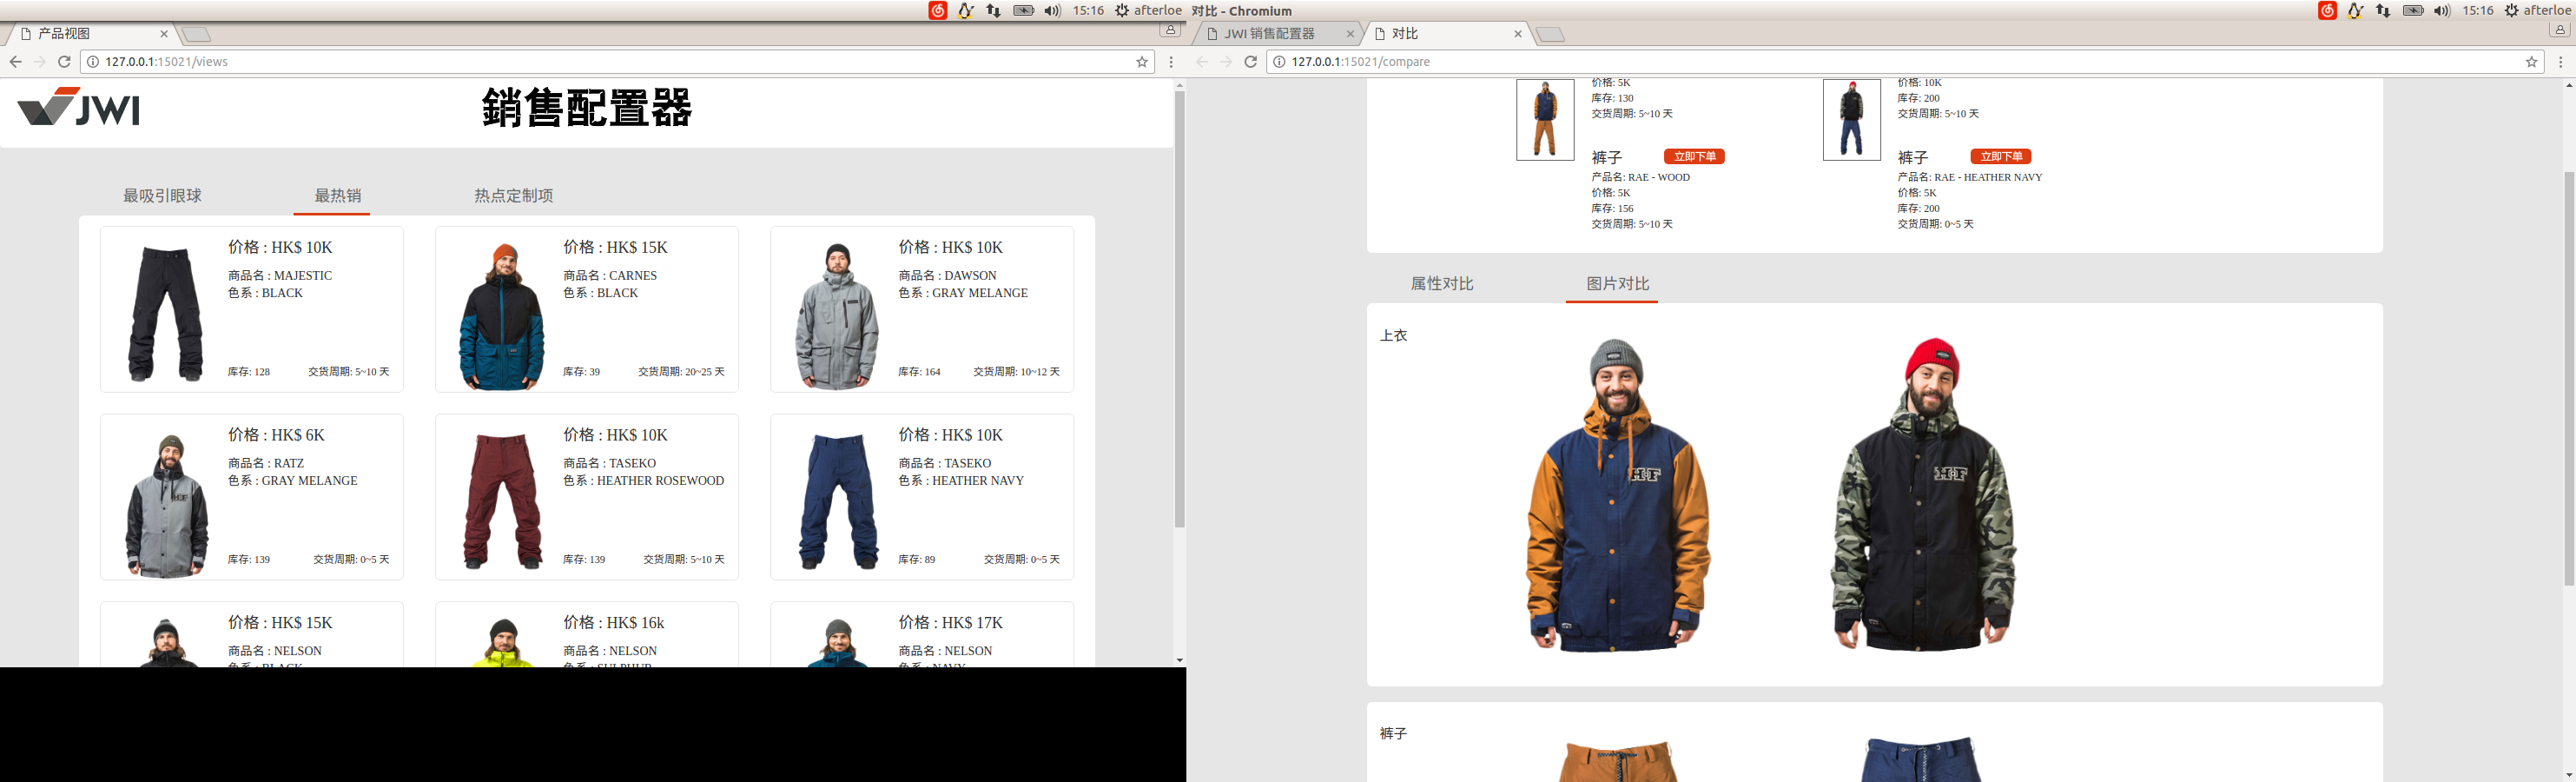 15:16 afterloe
产品视图
127.0.0.1:15021/views
JWI
銷售配置器
最吸引眼球 最热销 热点定制项
价格 : HK$ 10K
商品名 : MAJESTIC
色系 : BLACK
库存: 128 交货周期: 5~10 天
价格 : HK$ 15K
商品名 : CARNES
色系 : BLACK
库存: 39 交货周期: 20~25 天
价格 : HK$ 10K
商品名 : DAWSON
色系 : GRAY MELANGE
库存: 164 交货周期: 10~12 天
价格 : HK$ 6K
商品名 : RATZ
色系 : GRAY MELANGE
库存: 139 交货周期: 0~5 天
价格 : HK$ 10K
商品名 : TASEKO
色系 : HEATHER ROSEWOOD
库存: 139 交货周期: 5~10 天
价格 : HK$ 10K
商品名 : TASEKO
色系 : HEATHER NAVY
库存: 89 交货周期: 0~5 天
价格 : HK$ 15K
商品名 : NELSON
色系 : BLACK
价格 : HK$ 16k
商品名 : NELSON
色系 : SULPHUR
价格 : HK$ 17K
商品名 : NELSON
色系 : NAVY
对比 - Chromium 15:16 afterloe
JWI 销售配置器 对比
127.0.0.1:15021/compare
价格: 5K
库存: 130
交货周期: 5~10 天
裤子 立即下单
产品名: RAE - WOOD
价格: 5K
库存: 156
交货周期: 5~10 天
价格: 10K
库存: 200
交货周期: 5~10 天
裤子 立即下单
产品名: RAE - HEATHER NAVY
价格: 5K
库存: 200
交货周期: 0~5 天
属性对比 图片对比
上衣
裤子